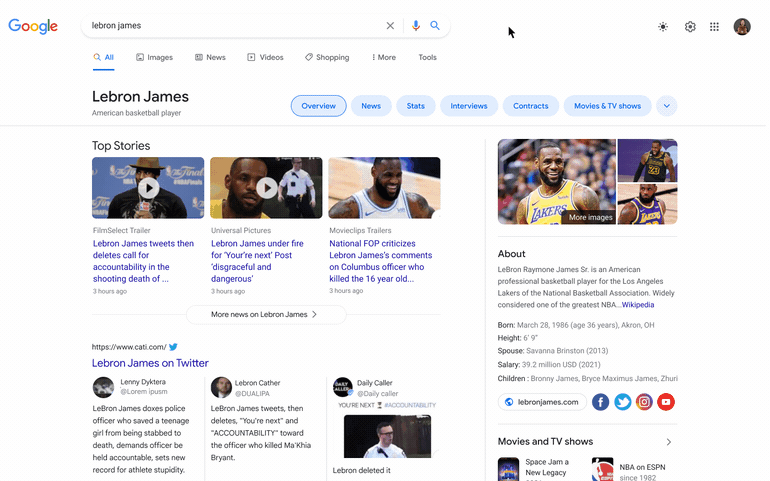 Google
lebron james
All
Images
News
Videos
Shopping
More
Tools
Lebron James
American basketball player
Overview
News
Stats
Interviews
Contracts
Movies & TV shows
Top Stories
FilmSelect Trailer
Lebron James tweets then
deletes call for
accountability in the
shooting death of ...
3 hours ago
Universal Pictures
Lebron James under fire
for ‘Your’re next’ Post
‘disgraceful and
dangerous’
3 hours ago
Movieclips Trailers
National FOP criticizes
Lebron James's comments
on Columbus officer who
killed the 16 year old...
3 hours ago
More news on Lebron James
https://www.cati.com/
Lebron James on Twitter
Lenny Dyktera
@Lorem ipusm
LeBron James doxes police
officer who saved a teenage
girl from being stabbed to
death, demands officer be
held accountable, sets new
record for athlete stupidity.
Lebron Cather
@DUALIPA
LeBron James tweets, then
deletes, "You're next" and
"ACCOUNTABILITY" toward
the officer who killed Ma'Khia
Bryant.
DAILY CALLER
Daily Caller
@Daily caller
YOU'RE NEXT ⏳ #ACCOUNTABILITY
Lebron deleted it
LAKERS
23
LAKERS
More images
About
LeBron Raymone James Sr. is an American
professional basketball player for the Los Angeles
Lakers of the National Basketball Association. Widely
considered one of the greatest NBA...Wikipedia
Born: March 28, 1986 (age 36 years), Akron, OH
Height: 6' 9"
Spouse: Savanna Brinston (2013)
Salary: 39.2 million USD (2021)
Children : Bronny James, Bryce Maximus James, Zhuri
lebronjames.com
Movies and TV shows
Space Jam a
New Legacy
NBA on ESPN
since 1982